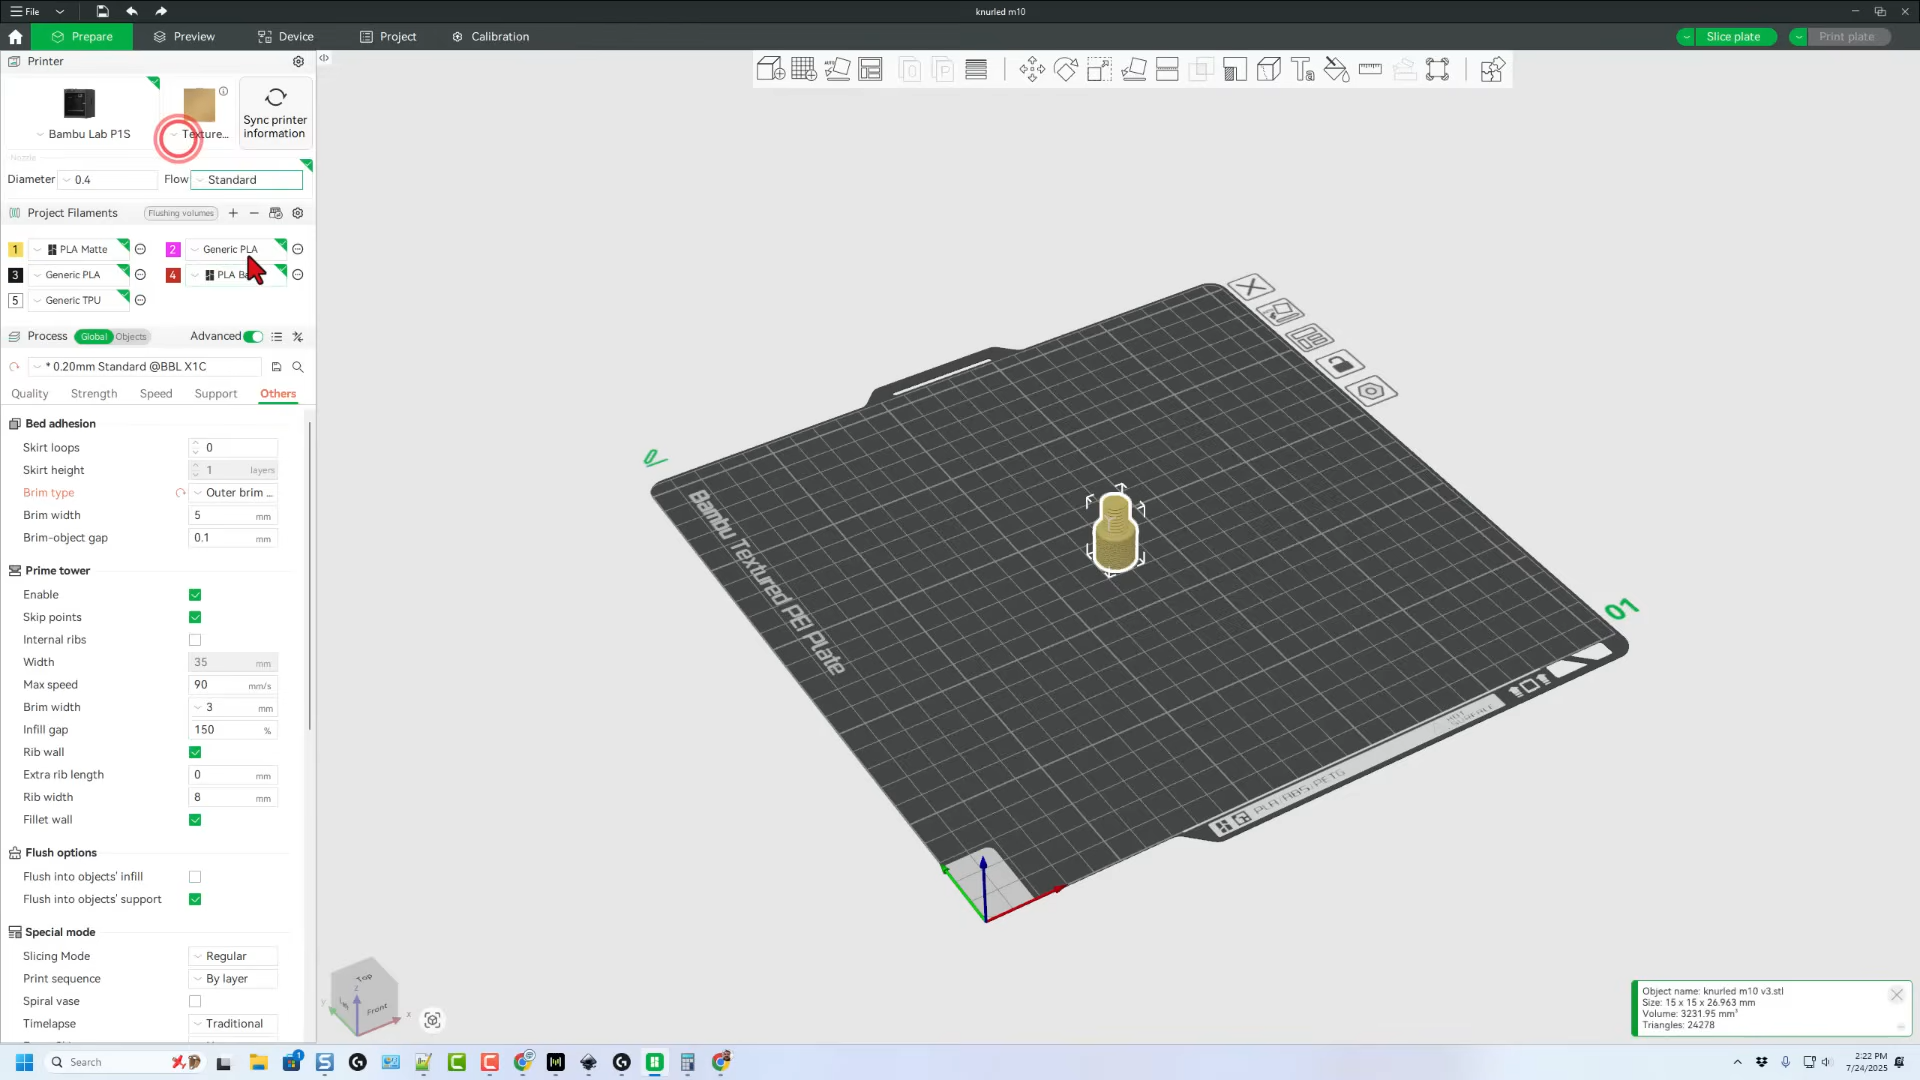 File
knurled m10
Prepare
Preview
Device
Project
Calibration
Slice plate
Print plate
Printer
Bambu Lab P1S
Texture...
Sync printer
information
Nozzle
Diameter
0.4
Flow
Standard
Project Filaments
Flushing volumes
1
PLA Matte
2
Generic PLA
3
Generic PLA
4
PLA
5
Generic TPU
Process
Global
Objects
Advanced
* 0.20mm Standard @BBL X1C
Quality
Strength
Speed
Support
Others
Bed adhesion
Skirt loops
0
Skirt height
1 layers
Brim type
Outer brim ...
Brim width
5 mm
Brim-object gap
0.1 mm
Prime tower
Enable
Skip points
Internal ribs
Width
35 mm
Max speed
90 mm/s
Brim width
3 mm
Infill gap
150 %
Rib wall
Extra rib length
0 mm
Rib width
8 mm
Fillet wall
Flush options
Flush into objects' infill
Flush into objects' support
Special mode
Slicing Mode
Regular
Print sequence
By layer
Spiral vase
Timelapse
Traditional
Bambu Textured PEI Plate
01
HOT
SURFACE
PLA/ABS/PETG
Top
Left
Front
Z
Y
X
Object name: knurled m10 v3.stl
Size: 15 x 15 x 26.963 mm
Volume: 3231.95 mm³
Triangles: 24278
Search
2:22 PM
7/24/2025